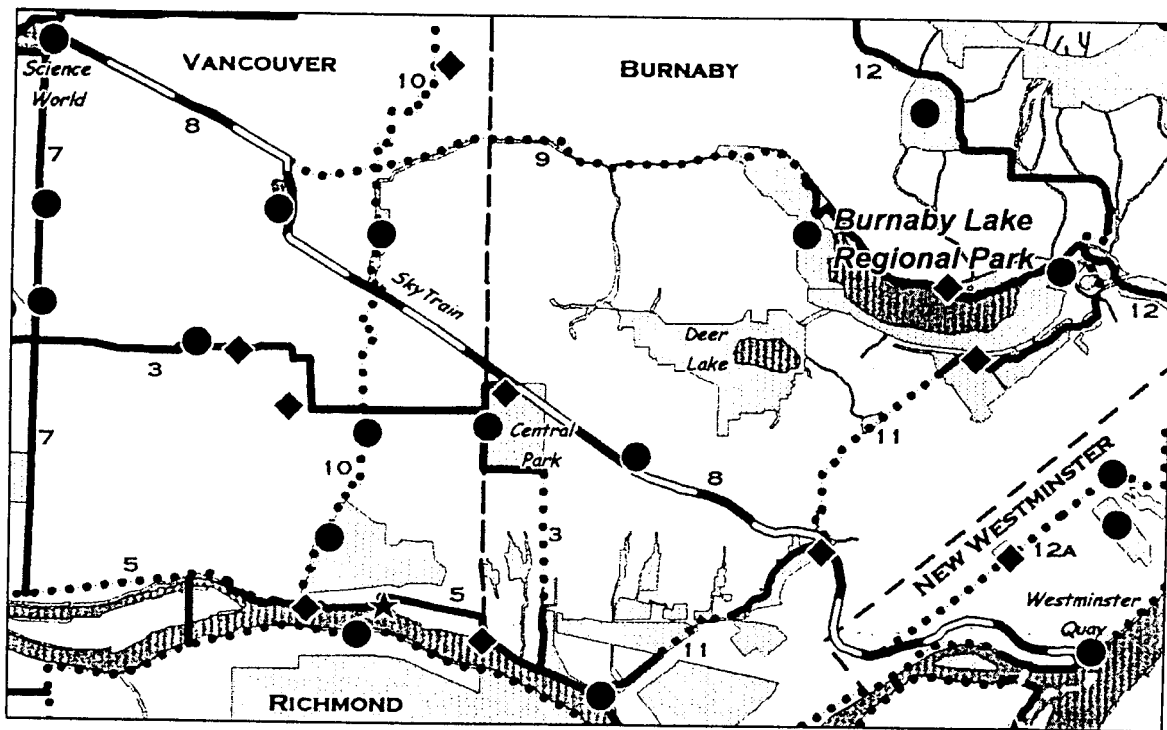 VANCOUVER
BURNABY
Science
World
10
12
8
7
9
Burnaby Lake
Regional Park
SkyTrain
12
Deer
Lake
3
11
7
Central
Park
10
8
NEW WESTMINSTER
3
12A
5
5
Westminster
Quay
11
RICHMOND